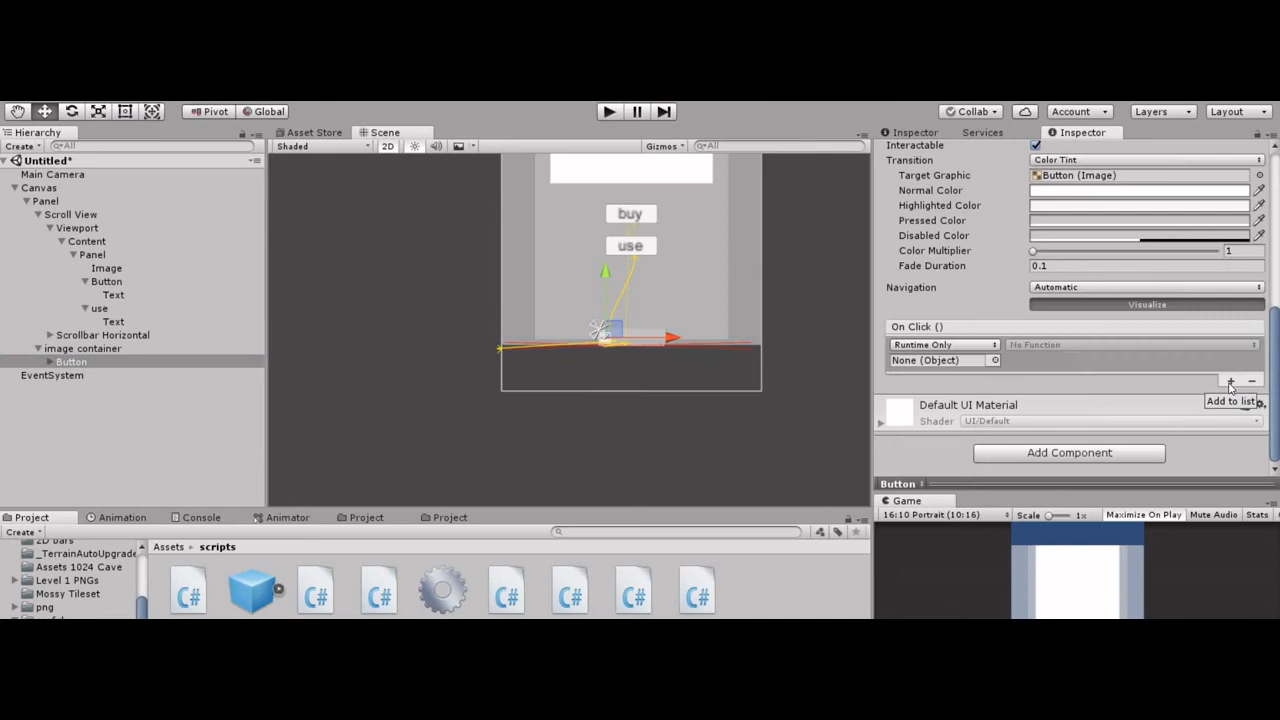 Pivot Global Collab Account Layers Layout
Hierarchy Asset Store Scene Inspector Services Inspector
Create All Shaded 2D Gizmos All Interactable
Untitled* Transition Color Tint
Main Camera Target Graphic Button (Image)
Canvas Normal Color
Panel Highlighted Color
Scroll View buy Pressed Color
Viewport Disabled Color
Content use Color Multiplier 1
Panel Fade Duration 0.1
Image
Button Navigation Automatic
Text Visualize
use
Text On Click ()
Scrollbar Horizontal Runtime Only No Function
image container None (Object)
Button
EventSystem Add to list
Default UI Material
Shader UI/Default
Add Component
Button
Game
Project Animation Console Animator Project Project 16:10 Portrait (10:16) Scale 1x Maximize On Play Mute Audio Stats
Create
2D bars Assets scripts
_TerrainAutoUpgrade
Assets 1024 Cave
Level 1 PNGs
Mossy Tileset
png
C# C# C# C# C# C# C#